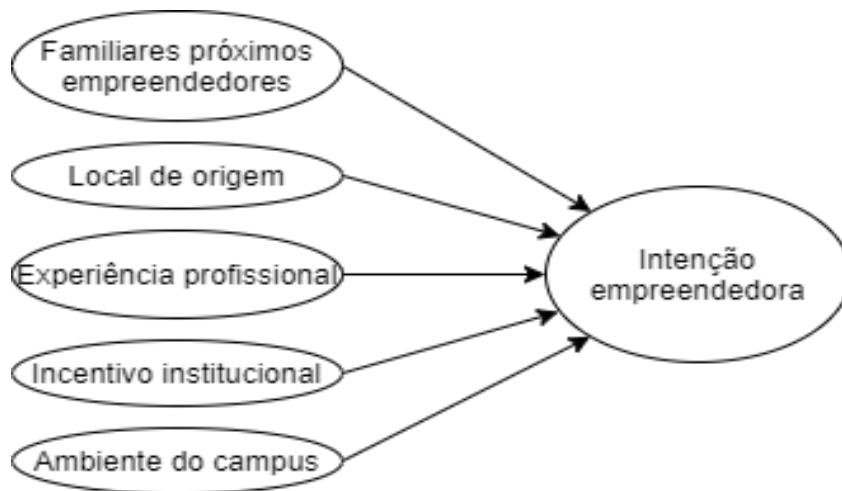 Familiares próximos
empreendedores
Local de origem
Experiência profissional
Incentivo institucional
Ambiente do campus
Intenção
empreendedora